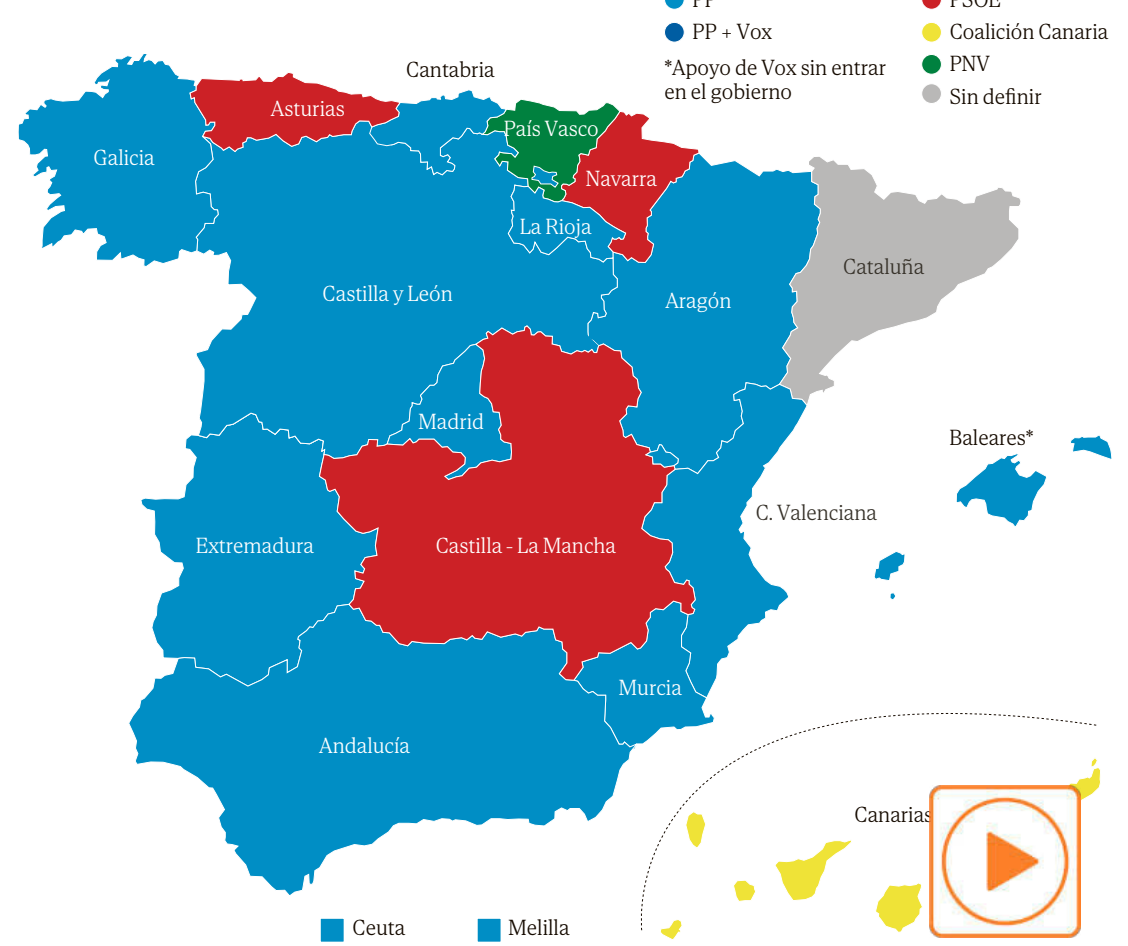 PP
PSOE
PP + Vox
Coalición Canaria
*Apoyo de Vox sin entrar
en el gobierno
PNV
Sin definir
Cantabria
Asturias
País Vasco
Galicia
Navarra
La Rioja
Cataluña
Castilla y León
Aragón
Madrid
Baleares*
C. Valenciana
Extremadura
Castilla - La Mancha
Murcia
Andalucía
Canarias
Ceuta
Melilla